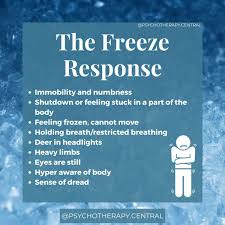 @PSYCHOTHERAPY.CENTRAL
The Freeze
Response
Immobility and numbness
Shutdown or feeling stuck in a part of the
body
Feeling frozen, cannot move
Holding breath/restricted breathing
Deer in headlights
Heavy limbs
Eyes are still
Hyper aware of body
Sense of dread
@PSYCHOTHERAPY.CENTRAL